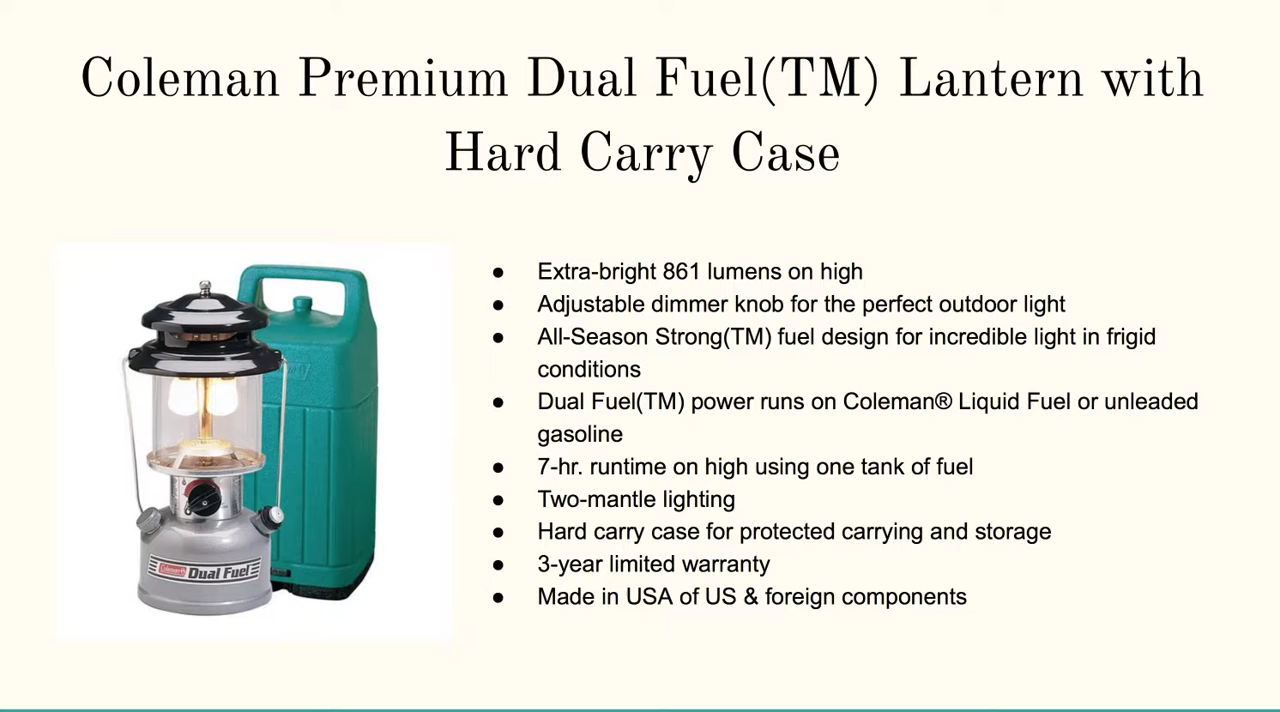 Coleman Premium Dual Fuel(TM) Lantern with
Hard Carry Case
● Extra-bright 861 lumens on high
● Adjustable dimmer knob for the perfect outdoor light
● All-Season Strong(TM) fuel design for incredible light in frigid
conditions
● Dual Fuel(TM) power runs on Coleman® Liquid Fuel or unleaded
gasoline
● 7-hr. runtime on high using one tank of fuel
● Two-mantle lighting
● Hard carry case for protected carrying and storage
● 3-year limited warranty
● Made in USA of US & foreign components
Coleman Dual Fuel